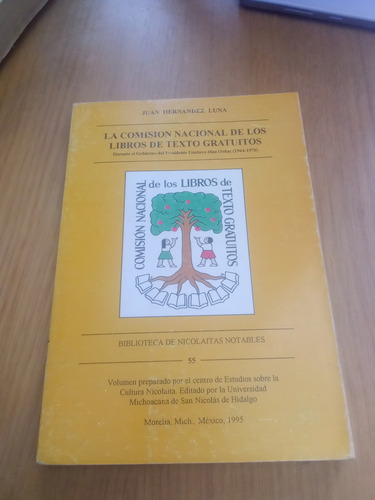 JUAN HERNANDEZ LUNA
LA COMISION NACIONAL DE LOS
LIBROS DE TEXTO GRATUITOS
Durante el Gobierno del Presidente Gustavo Díaz Ordaz (1964-1970)
COMISIÓN NACIONAL de los LIBROS de TEXTO GRATUITOS
BIBLIOTECA DE NICOLAITAS NOTABLES
55
Volumen preparado por el centro de Estudios sobre la
Cultura Nicolaita. Editado por la Universidad
Michoacana de San Nicolás de Hidalgo
Morelia, Mich., México, 1995